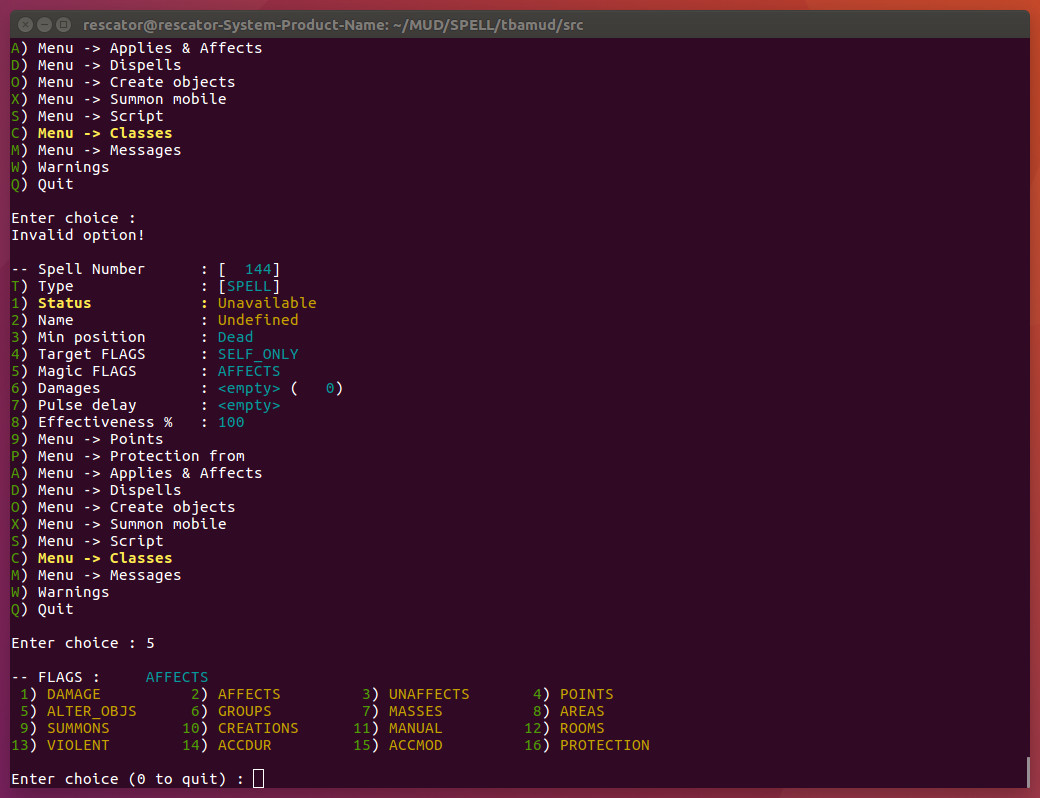 rescator@rescator-System-Product-Name: ~/MUD/SPELL/tbamud/src
A) Menu -> Applies & Affects
D) Menu -> Dispells
O) Menu -> Create objects
X) Menu -> Summon mobile
S) Menu -> Script
C) Menu -> Classes
M) Menu -> Messages
W) Warnings
Q) Quit
Enter choice :
Invalid option!
-- Spell Number      : [  144]
T) Type              : [SPELL]
1) Status            : Unavailable
2) Name              : Undefined
3) Min position      : Dead
4) Target FLAGS      : SELF_ONLY
5) Magic FLAGS       : AFFECTS
6) Damages           : <empty> (   0)
7) Pulse delay       : <empty>
8) Effectiveness %   : 100
9) Menu -> Points
P) Menu -> Protection from
A) Menu -> Applies & Affects
D) Menu -> Dispells
O) Menu -> Create objects
X) Menu -> Summon mobile
S) Menu -> Script
C) Menu -> Classes
M) Menu -> Messages
W) Warnings
Q) Quit
Enter choice : 5
-- FLAGS :     AFFECTS
 1) DAMAGE          2) AFFECTS         3) UNAFFECTS       4) POINTS
 5) ALTER_OBJS      6) GROUPS          7) MASSES          8) AREAS
 9) SUMMONS        10) CREATIONS      11) MANUAL         12) ROOMS
13) VIOLENT        14) ACCDUR         15) ACCMOD         16) PROTECTION
Enter choice (0 to quit) :